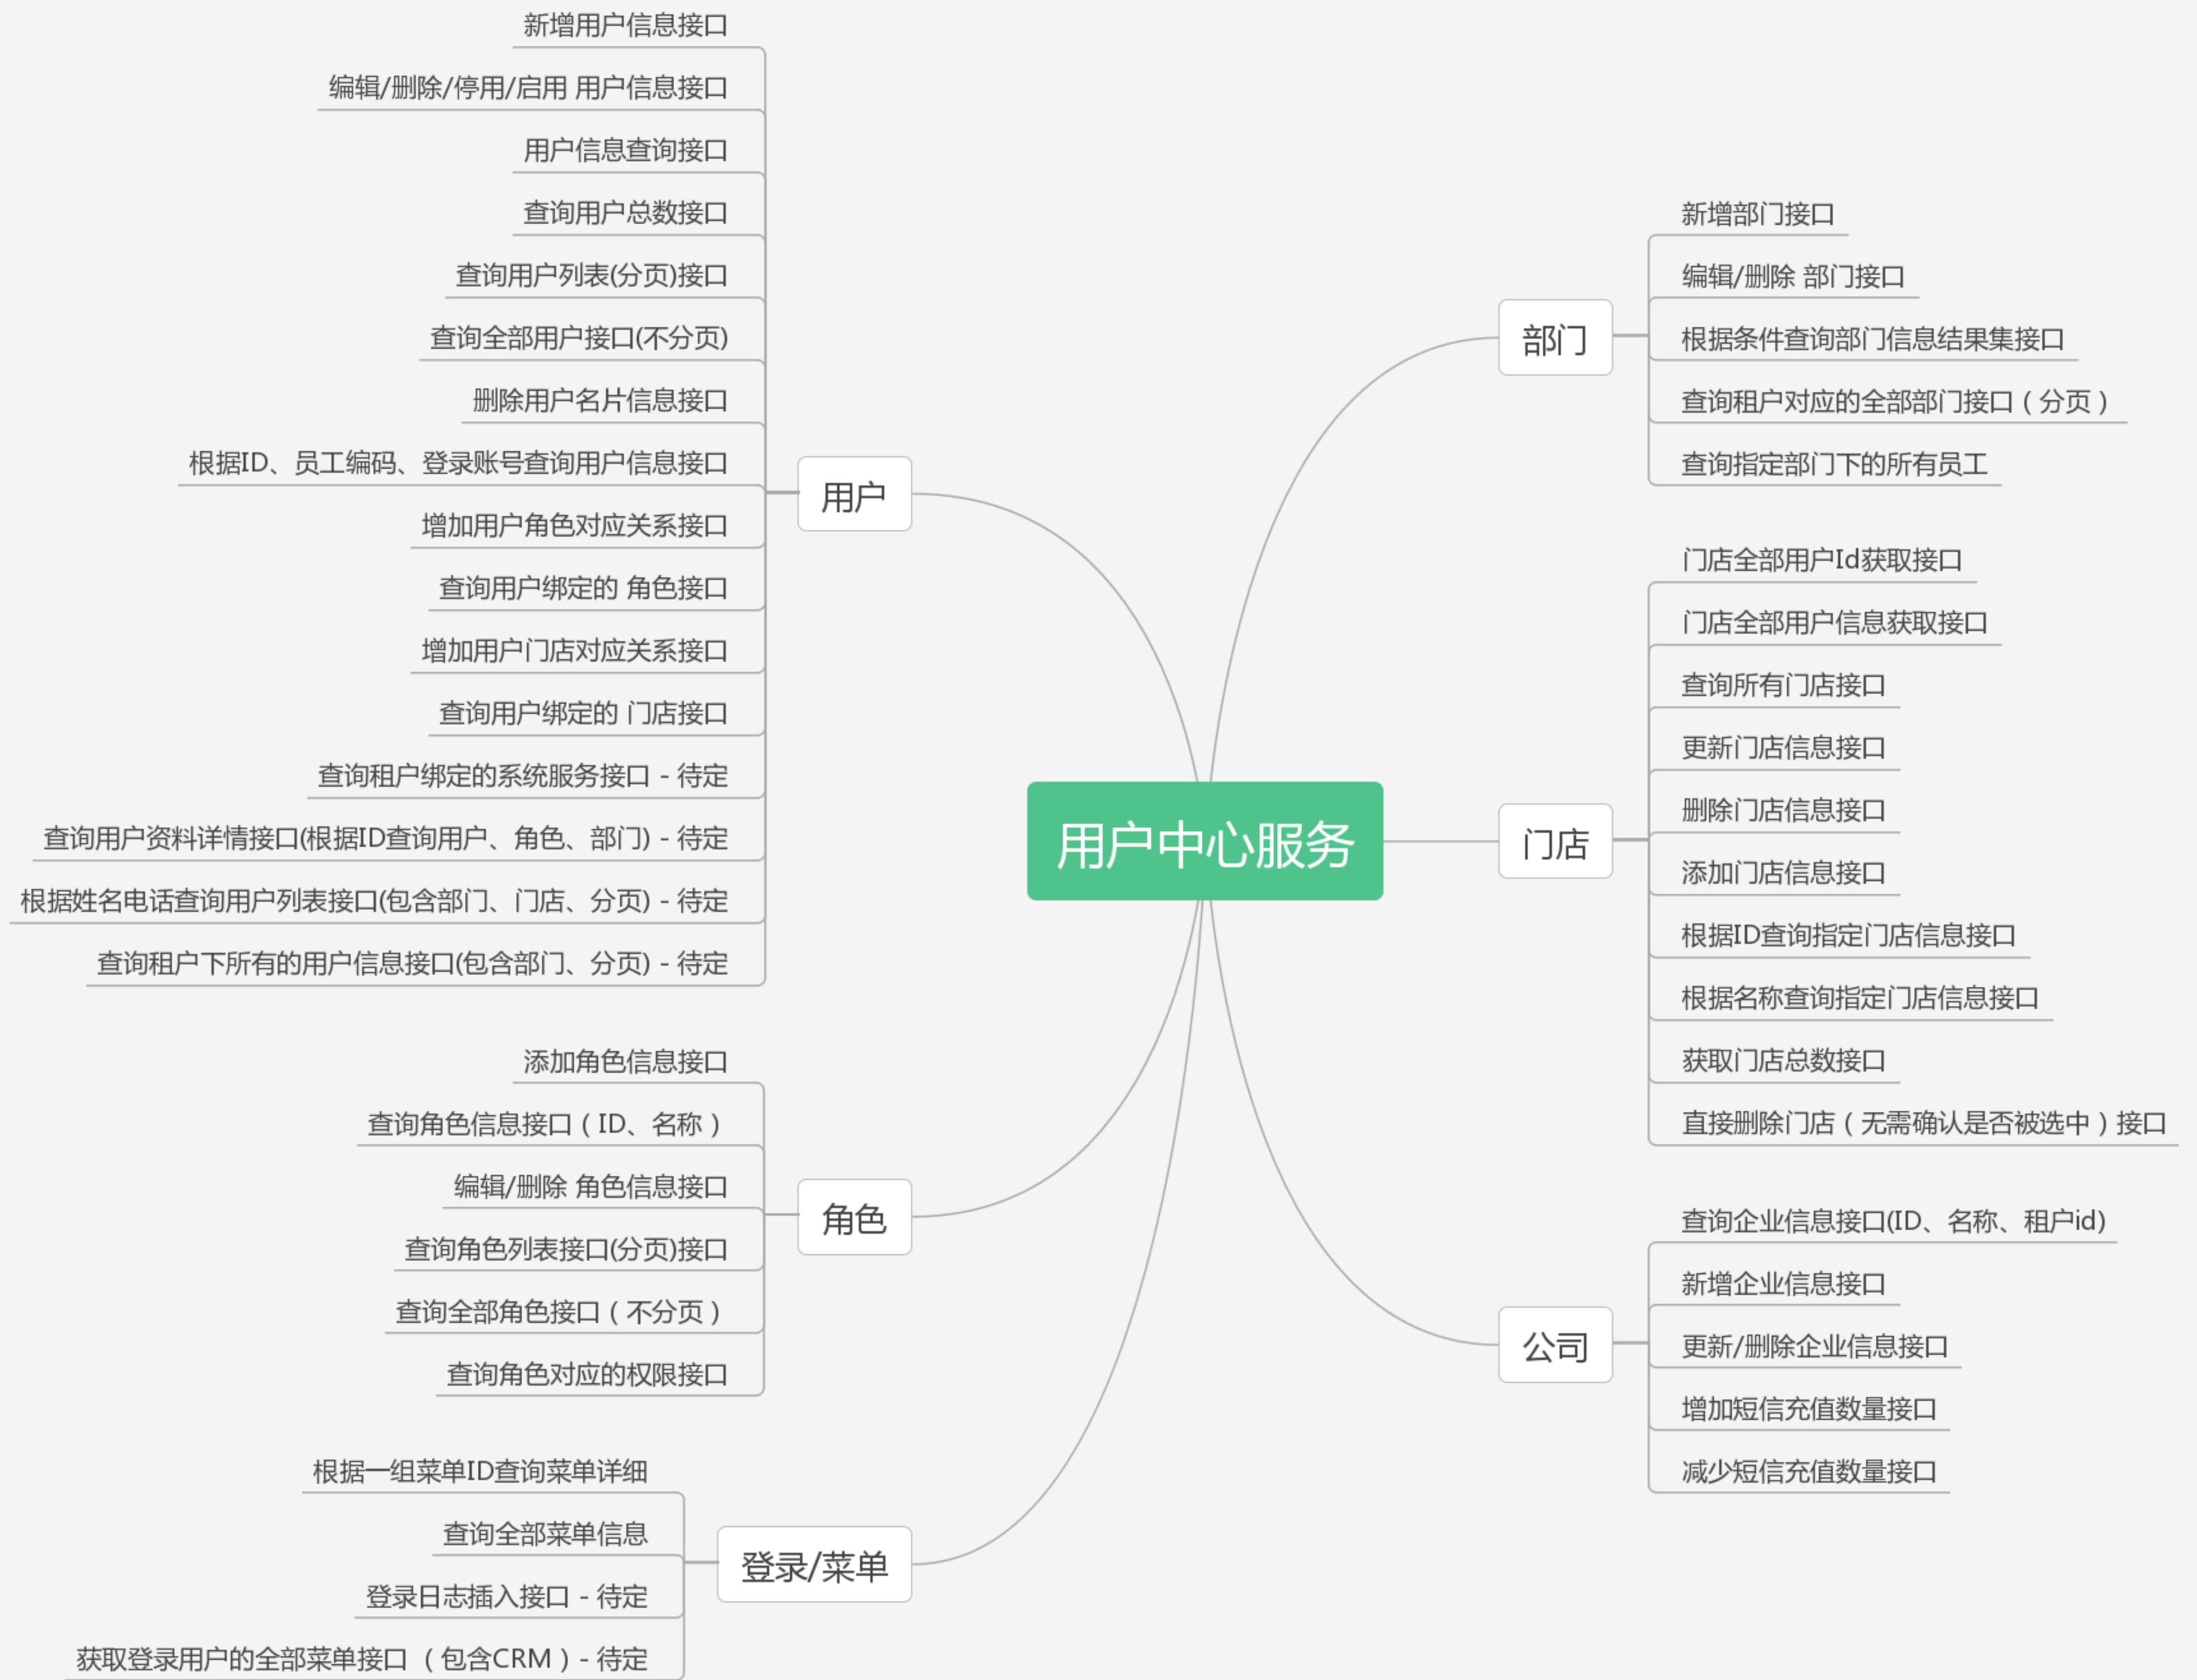 用户中心服务
用户
新增用户信息接口
编辑/删除/停用/启用 用户信息接口
用户信息查询接口
查询用户总数接口
查询用户列表(分页)接口
查询全部用户接口(不分页)
删除用户名片信息接口
根据ID、员工编码、登录账号查询用户信息接口
增加用户角色对应关系接口
查询用户绑定的 角色接口
增加用户门店对应关系接口
查询用户绑定的 门店接口
查询租户绑定的系统服务接口 - 待定
查询用户资料详情接口(根据ID查询用户、角色、部门) - 待定
根据姓名电话查询用户列表接口(包含部门、门店、分页) - 待定
查询租户下所有的用户信息接口(包含部门、分页) - 待定
角色
添加角色信息接口
查询角色信息接口（ID、名称）
编辑/删除 角色信息接口
查询角色列表接口(分页)接口
查询全部角色接口（不分页）
查询角色对应的权限接口
登录/菜单
根据一组菜单ID查询菜单详细
查询全部菜单信息
登录日志插入接口 - 待定
获取登录用户的全部菜单接口 （包含CRM）- 待定
部门
新增部门接口
编辑/删除 部门接口
根据条件查询部门信息结果集接口
查询租户对应的全部部门接口（分页）
查询指定部门下的所有员工
门店
门店全部用户Id获取接口
门店全部用户信息获取接口
查询所有门店接口
更新门店信息接口
删除门店信息接口
添加门店信息接口
根据ID查询指定门店信息接口
根据名称查询指定门店信息接口
获取门店总数接口
直接删除门店（无需确认是否被选中）接口
公司
查询企业信息接口(ID、名称、租户id)
新增企业信息接口
更新/删除企业信息接口
增加短信充值数量接口
减少短信充值数量接口